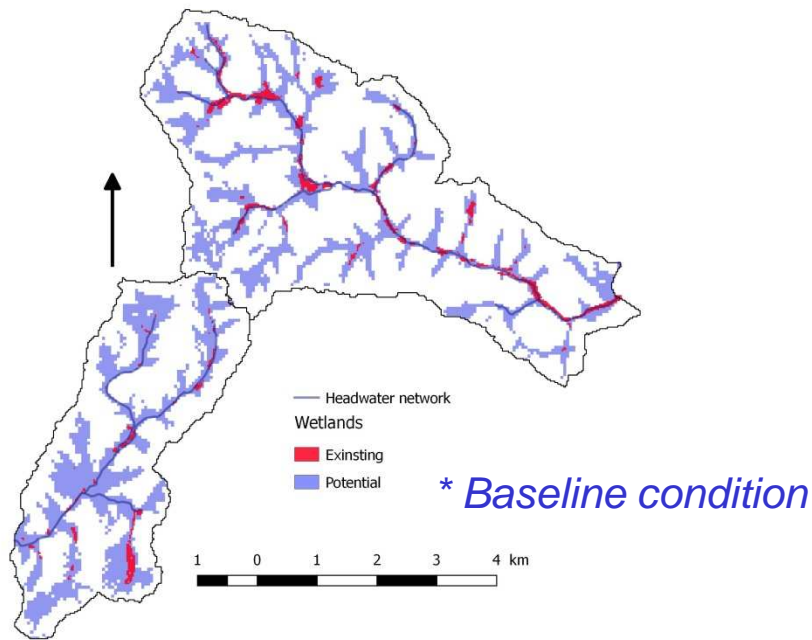 Headwater network
Wetlands
Exinsting
Potential
* Baseline condition
1 0 1 2 3 4 km